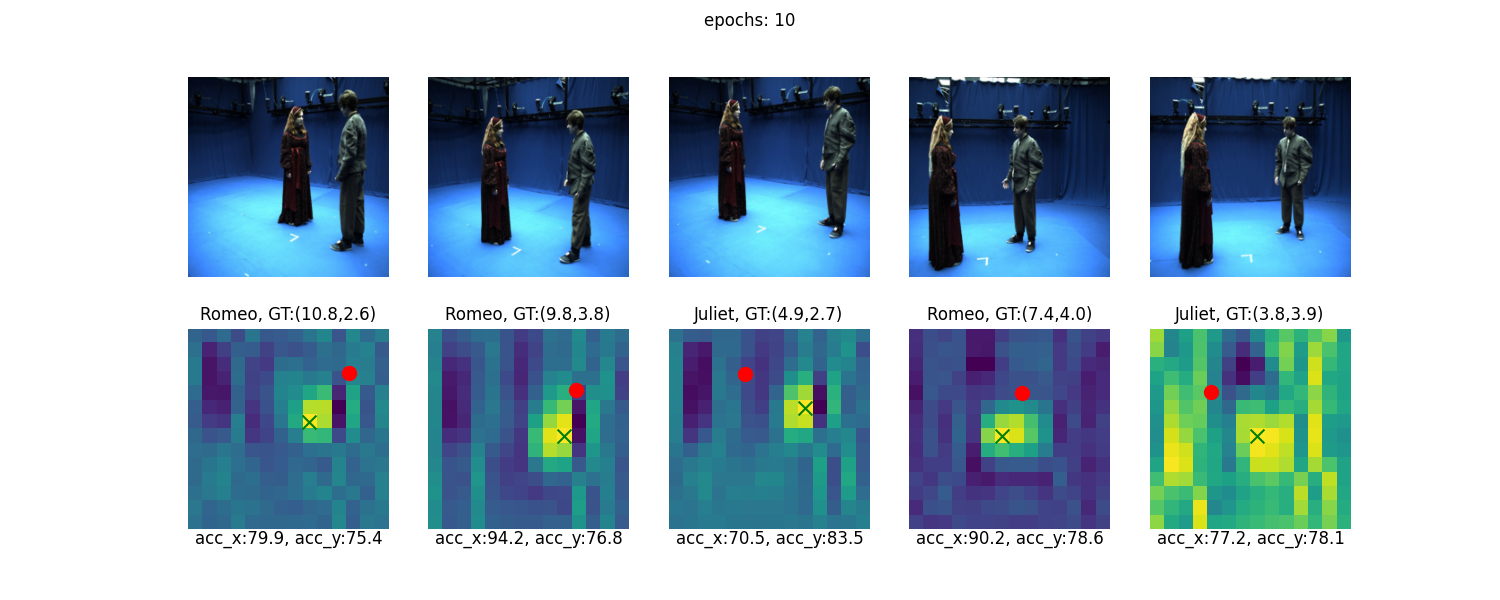 epochs: 10
Romeo, GT:(10.8,2.6)
Romeo, GT:(9.8,3.8)
Juliet, GT:(4.9,2.7)
Romeo, GT:(7.4,4.0)
Juliet, GT:(3.8,3.9)
acc_x:79.9, acc_y:75.4
acc_x:94.2, acc_y:76.8
acc_x:70.5, acc_y:83.5
acc_x:90.2, acc_y:78.6
acc_x:77.2, acc_y:78.1